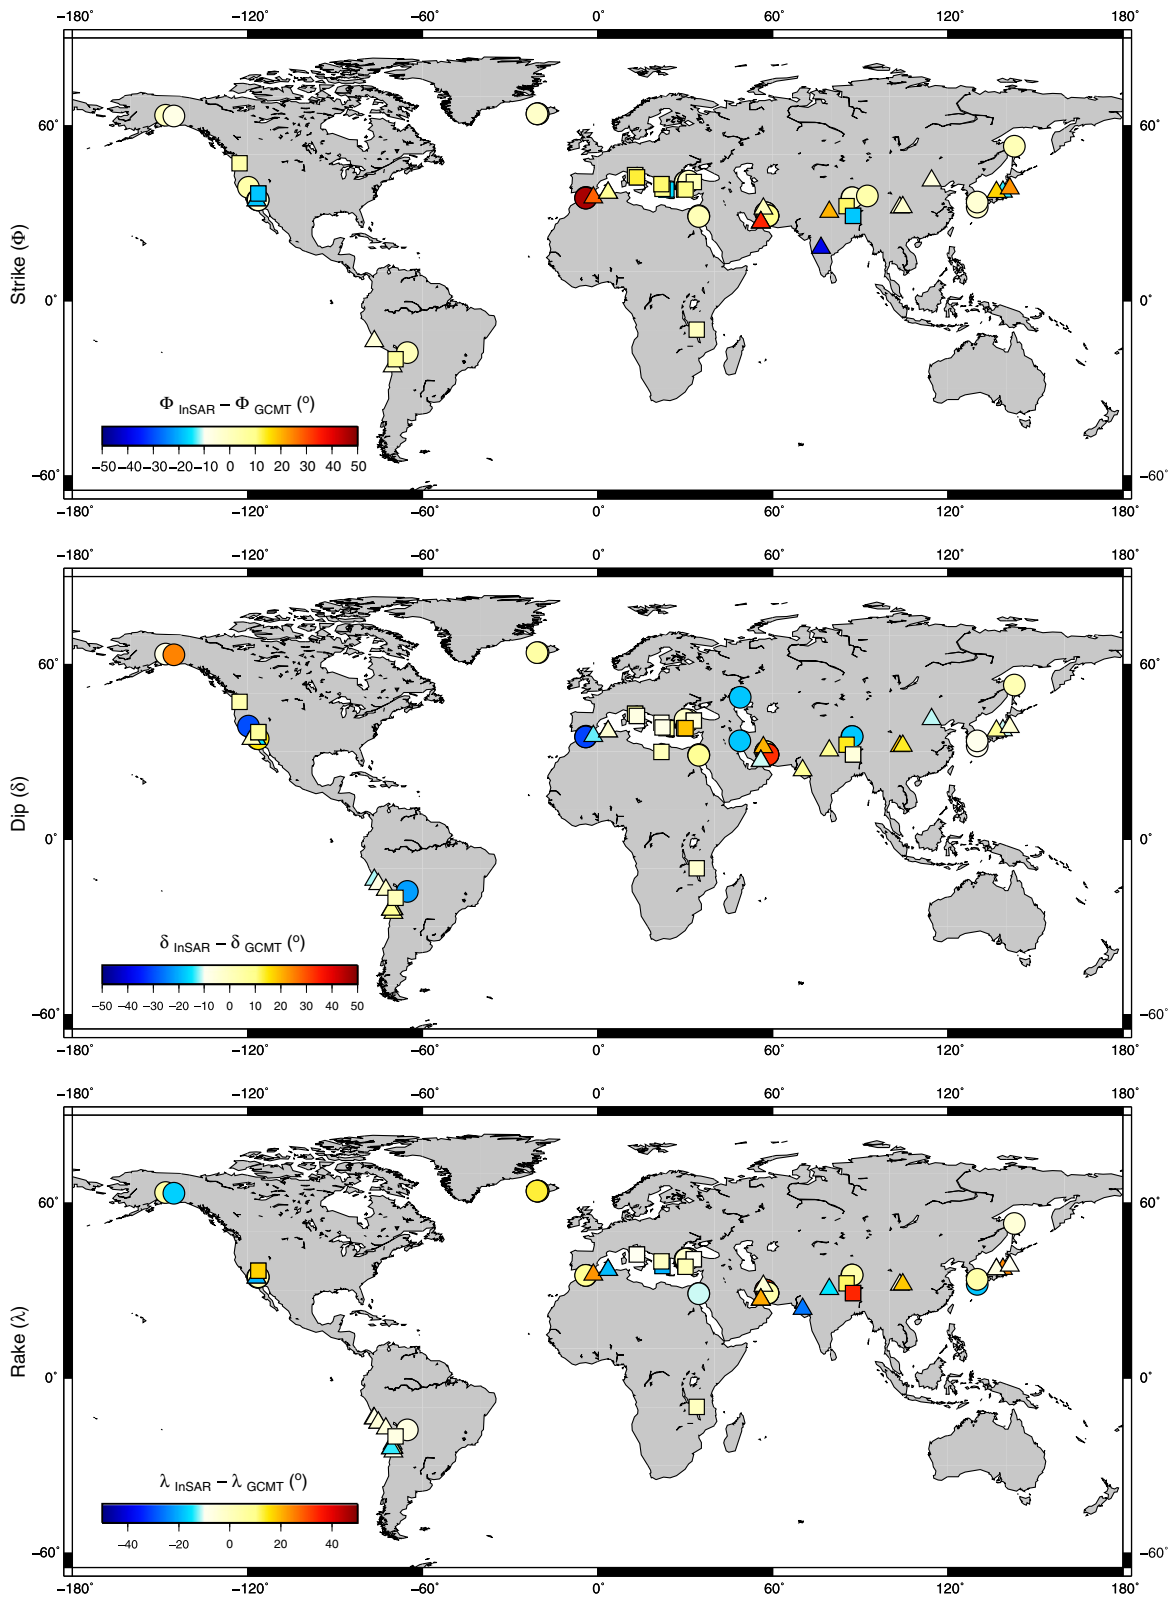 −180˚ −120˚ −60˚ 0˚ 60˚ 120˚ 180˚
60˚ 60˚
Strike (Φ)
0˚ 0˚
Φ InSAR − Φ GCMT (o)
−50 −40 −30 −20 −10 0 10 20 30 40 50
−60˚ −60˚
−180˚ −120˚ −60˚ 0˚ 60˚ 120˚ 180˚
−180˚ −120˚ −60˚ 0˚ 60˚ 120˚ 180˚
60˚ 60˚
Dip (δ)
0˚ 0˚
δ InSAR − δ GCMT (o)
−50 −40 −30 −20 −10 0 10 20 30 40 50
−60˚ −60˚
−180˚ −120˚ −60˚ 0˚ 60˚ 120˚ 180˚
−180˚ −120˚ −60˚ 0˚ 60˚ 120˚ 180˚
60˚ 60˚
Rake (λ)
0˚ 0˚
λ InSAR − λ GCMT (o)
−40 −20 0 20 40
−60˚ −60˚
−180˚ −120˚ −60˚ 0˚ 60˚ 120˚ 180˚